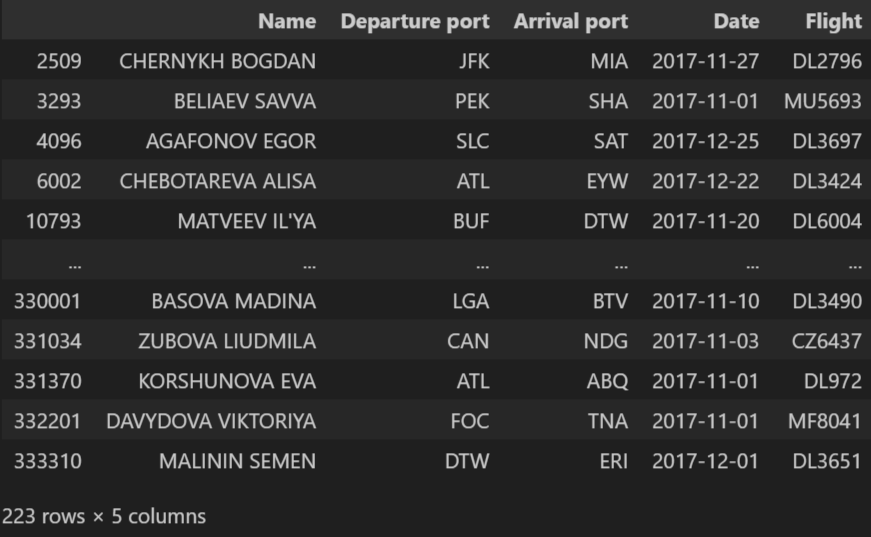 Name Departure port Arrival port Date Flight
2509 CHERNYKH BOGDAN JFK MIA 2017-11-27 DL2796
3293 BELIAEV SAVVA PEK SHA 2017-11-01 MU5693
4096 AGAFONOV EGOR SLC SAT 2017-12-25 DL3697
6002 CHEBOTAREVA ALISA ATL EYW 2017-12-22 DL3424
10793 MATVEEV IL'YA BUF DTW 2017-11-20 DL6004
... ... ... ... ... ...
330001 BASOVA MADINA LGA BTV 2017-11-10 DL3490
331034 ZUBOVA LIUDMILA CAN NDG 2017-11-03 CZ6437
331370 KORSHUNOVA EVA ATL ABQ 2017-11-01 DL972
332201 DAVYDOVA VIKTORIYA FOC TNA 2017-11-01 MF8041
333310 MALININ SEMEN DTW ERI 2017-12-01 DL3651
223 rows × 5 columns